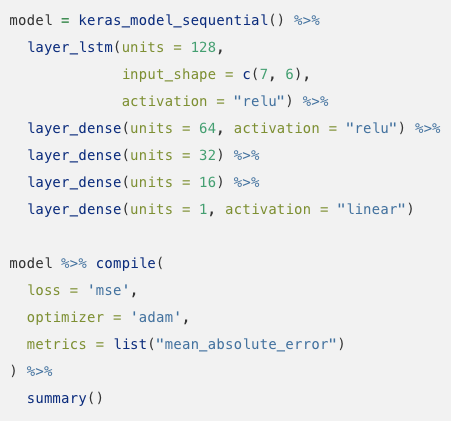 model = keras_model_sequential() %>%
  layer_lstm(units = 128,
             input_shape = c(7, 6),
             activation = "relu") %>%
  layer_dense(units = 64, activation = "relu") %>%
  layer_dense(units = 32) %>%
  layer_dense(units = 16) %>%
  layer_dense(units = 1, activation = "linear")

model %>% compile(
  loss = 'mse',
  optimizer = 'adam',
  metrics = list("mean_absolute_error")
) %>%
  summary()